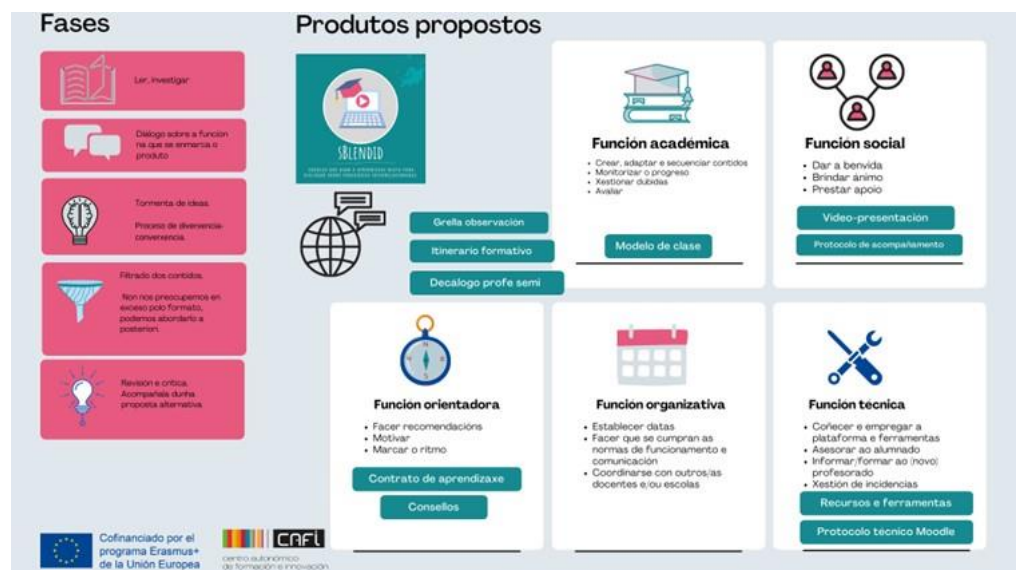 Fases
Ler, investigar
Diálogo sobre a función
na que se enmarca o
produto
Tormenta de ideas.
Proceso de diverxencia-
converxencia.
Filtrado dos contidos.
Non nos preocupemos en
exceso polo formato,
podemos abordarlo a
posteriori.
Revisión e crítica.
Acompañala dunha
proposta alternativa.
Produtos propostos
SBLENDID
Grella observación
Itinerario formativo
Decálogo profe semi
Función académica
• Crear, adaptar e secuenciar contidos
• Monitorizar o progreso
• Xestionar dúbidas
• Avaliar
Modelo de clase
Función social
• Dar a benvida
• Brindar ánimo
• Prestar apoio
Video-presentación
Protocolo de acompañamento
Función orientadora
• Facer recomendacións
• Motivar
• Marcar o ritmo
Contrato de aprendizaxe
Consellos
Función organizativa
• Establecer datas
• Facer que se cumpran as
normas de funcionamento e
comunicación
• Coordinarse con outros/as
docentes e/ou escolas
Función técnica
• Coñecer e empregar a
plataforma e ferramentas
• Asesorar ao alumnado
• Informar/formar ao (novo)
profesorado
• Xestión de incidencias
Recursos e ferramentas
Protocolo técnico Moodle
Cofinanciado por el
programa Erasmus+
de la Unión Europea
CAFi
centro autonómico
de formación e innovación